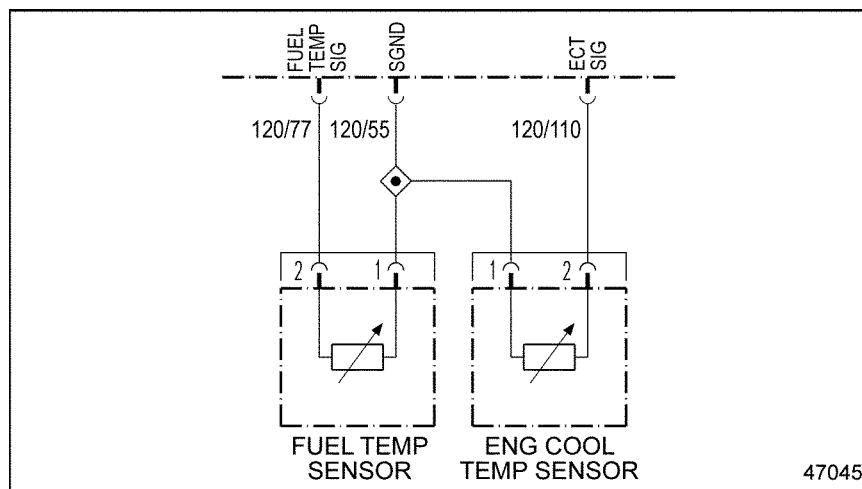 FUEL
TEMP
SIG
SGND
ECT
SIG
120/77
120/55
120/110
2
1
1
2
FUEL TEMP
SENSOR
ENG COOL
TEMP SENSOR
47045